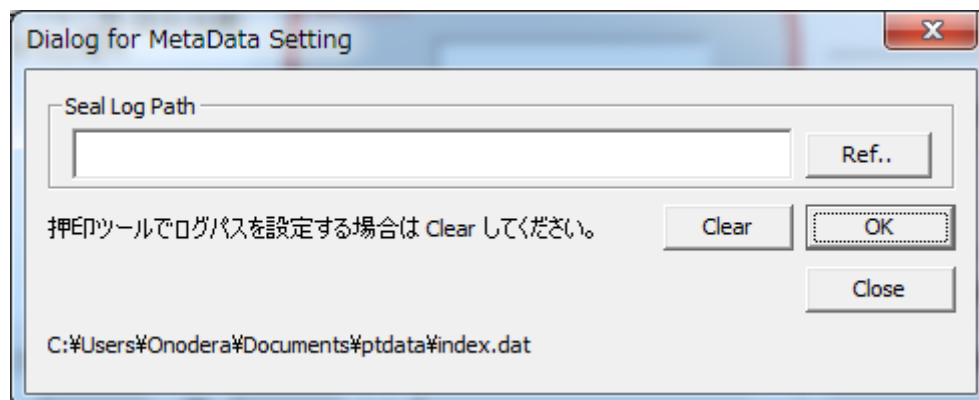 Dialog for MetaData Setting
Seal Log Path
Ref..
押印ツールでログパスを設定する場合は Clear してください。
Clear
OK
Close
C:¥Users¥Onodera¥Documents¥ptdata¥index.dat